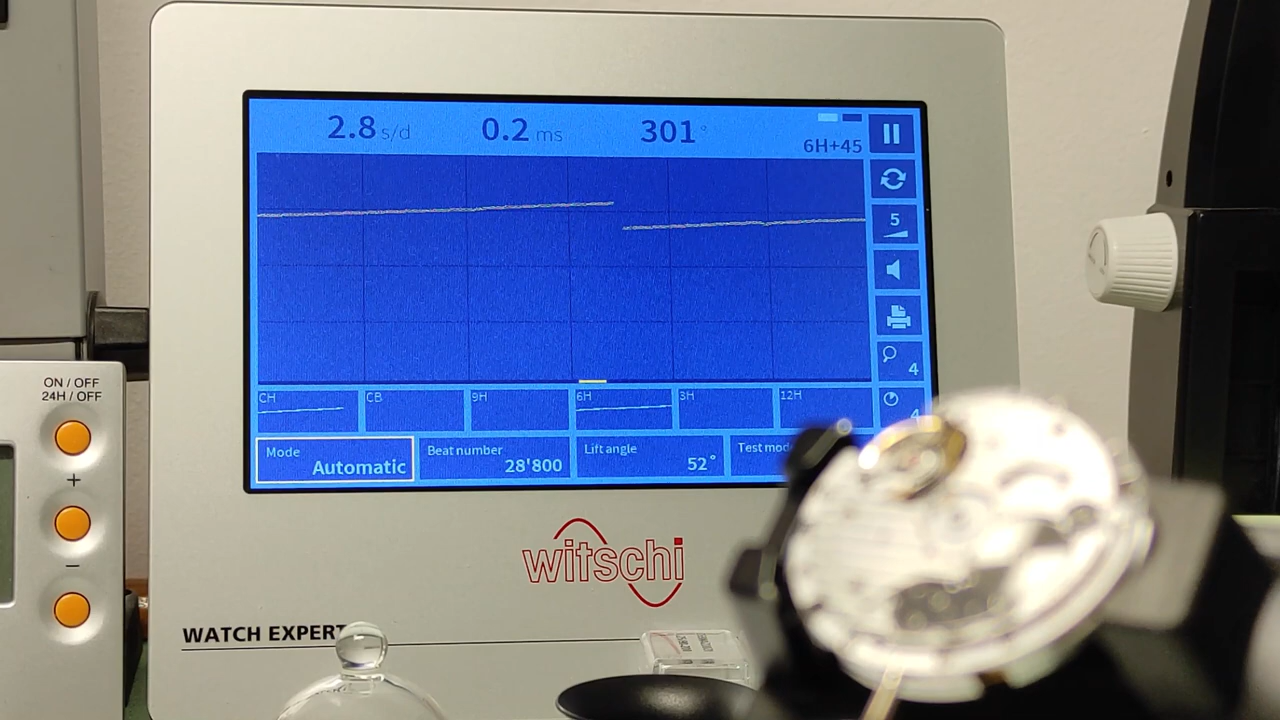 2.8 s/d 0.2 ms 301 °
6H+45
5
4
CH CB 9H 6H 3H 12H
Mode
Automatic
Beat number
28'800
Lift angle
52°
Test
ON / OFF
24H / OFF
+
−
witschi
WATCH EXPERT